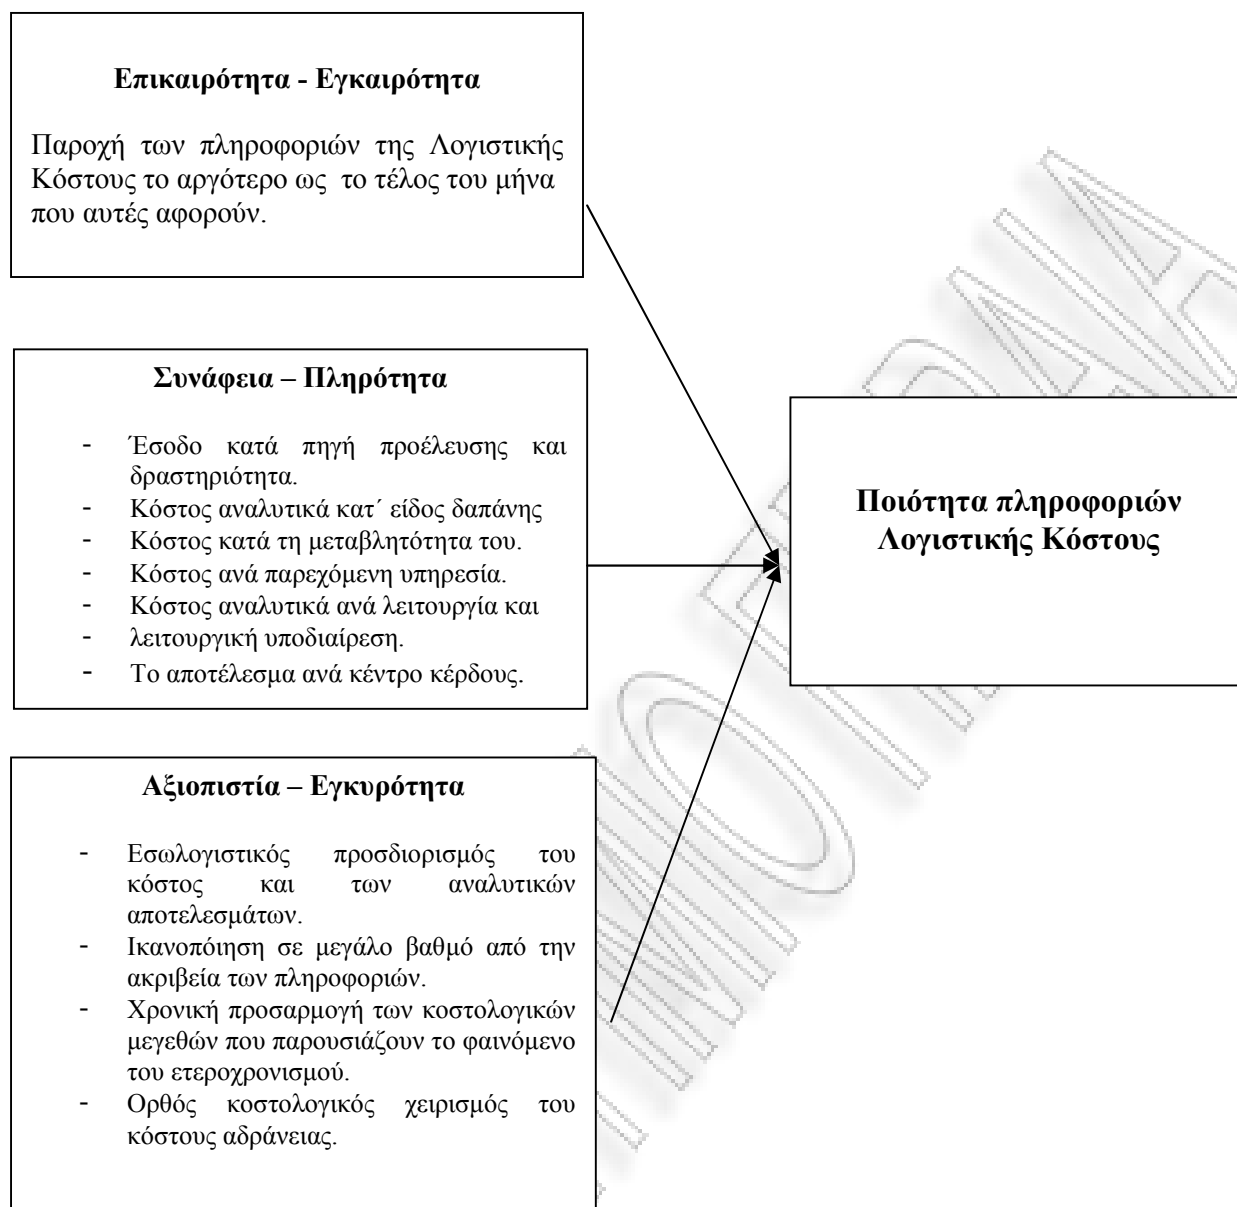 Επικαιρότητα - Εγκαιρότητα
Παροχή των πληροφοριών της Λογιστικής
Κόστους το αργότερο ως το τέλος του μήνα
που αυτές αφορούν.
Συνάφεια – Πληρότητα
- Έσοδο κατά πηγή προέλευσης και
δραστηριότητα.
- Κόστος αναλυτικά κατ΄ είδος δαπάνης
- Κόστος κατά τη μεταβλητότητα του.
- Κόστος ανά παρεχόμενη υπηρεσία.
- Κόστος αναλυτικά ανά λειτουργία και
- λειτουργική υποδιαίρεση.
- Το αποτέλεσμα ανά κέντρο κέρδους.
Αξιοπιστία – Εγκυρότητα
- Εσωλογιστικός προσδιορισμός του
κόστος και των αναλυτικών
αποτελεσμάτων.
- Ικανοπόιηση σε μεγάλο βαθμό από την
ακριβεία των πληροφοριών.
- Χρονική προσαρμογή των κοστολογικών
μεγεθών που παρουσιάζουν το φαινόμενο
του ετεροχρονισμού.
- Ορθός κοστολογικός χειρισμός του
κόστους αδράνειας.
Ποιότητα πληροφοριών
Λογιστικής Κόστους